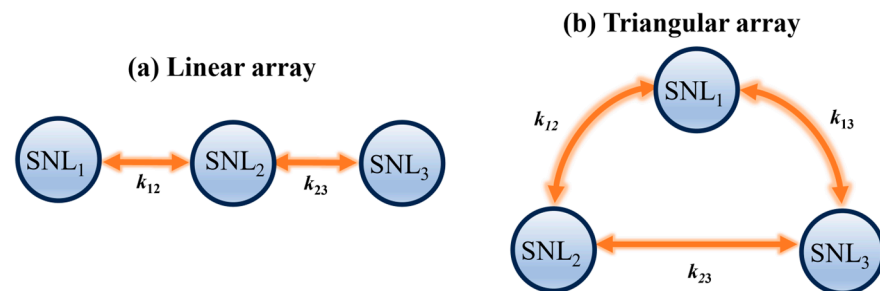 (a) Linear array
SNL₁
SNL₂
SNL₃
k₁₂
k₂₃
(b) Triangular array
SNL₁
k₁₂
k₁₃
SNL₂
SNL₃
k₂₃